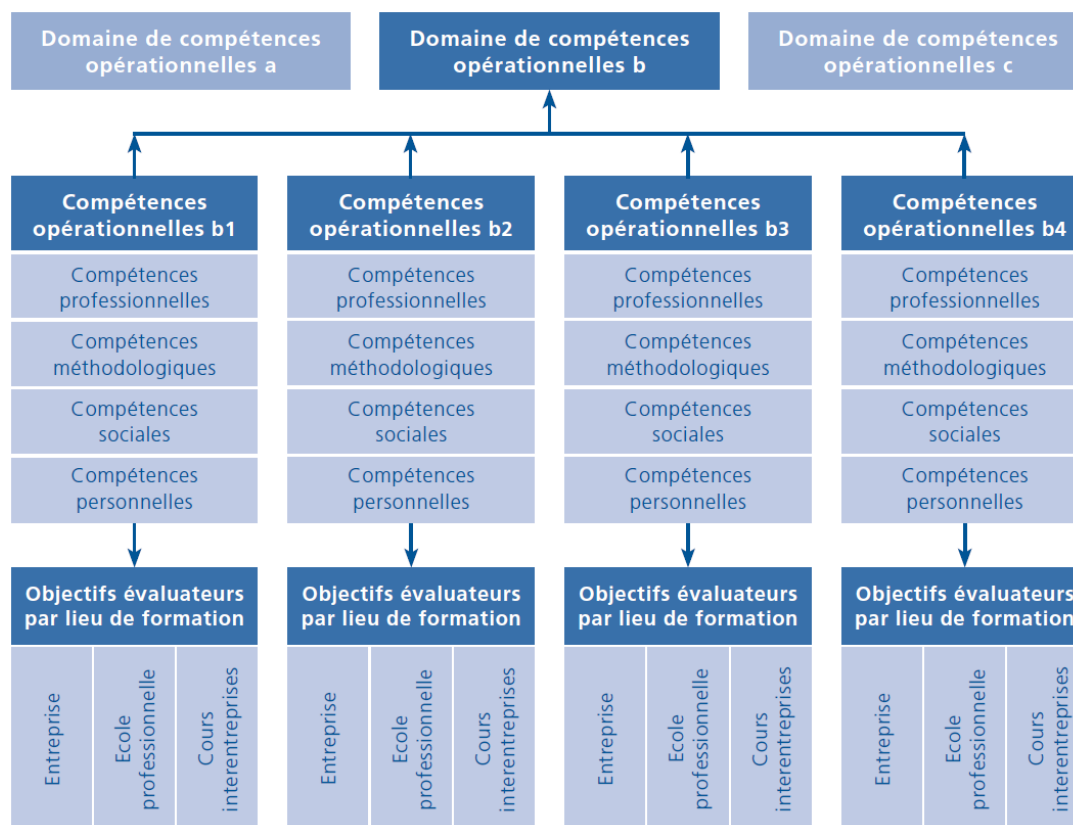 Domaine de compétences
opérationnelles a
Domaine de compétences
opérationnelles b
Domaine de compétences
opérationnelles c
Compétences
opérationnelles b1
Compétences
professionnelles
Compétences
méthodologiques
Compétences
sociales
Compétences
personnelles
Objectifs évaluateurs
par lieu de formation
Entreprise
Ecole
professionnelle
Cours
interentreprises
Compétences
opérationnelles b2
Compétences
professionnelles
Compétences
méthodologiques
Compétences
sociales
Compétences
personnelles
Objectifs évaluateurs
par lieu de formation
Entreprise
Ecole
professionnelle
Cours
interentreprises
Compétences
opérationnelles b3
Compétences
professionnelles
Compétences
méthodologiques
Compétences
sociales
Compétences
personnelles
Objectifs évaluateurs
par lieu de formation
Entreprise
Ecole
professionnelle
Cours
interentreprises
Compétences
opérationnelles b4
Compétences
professionnelles
Compétences
méthodologiques
Compétences
sociales
Compétences
personnelles
Objectifs évaluateurs
par lieu de formation
Entreprise
Ecole
professionnelle
Cours
interentreprises